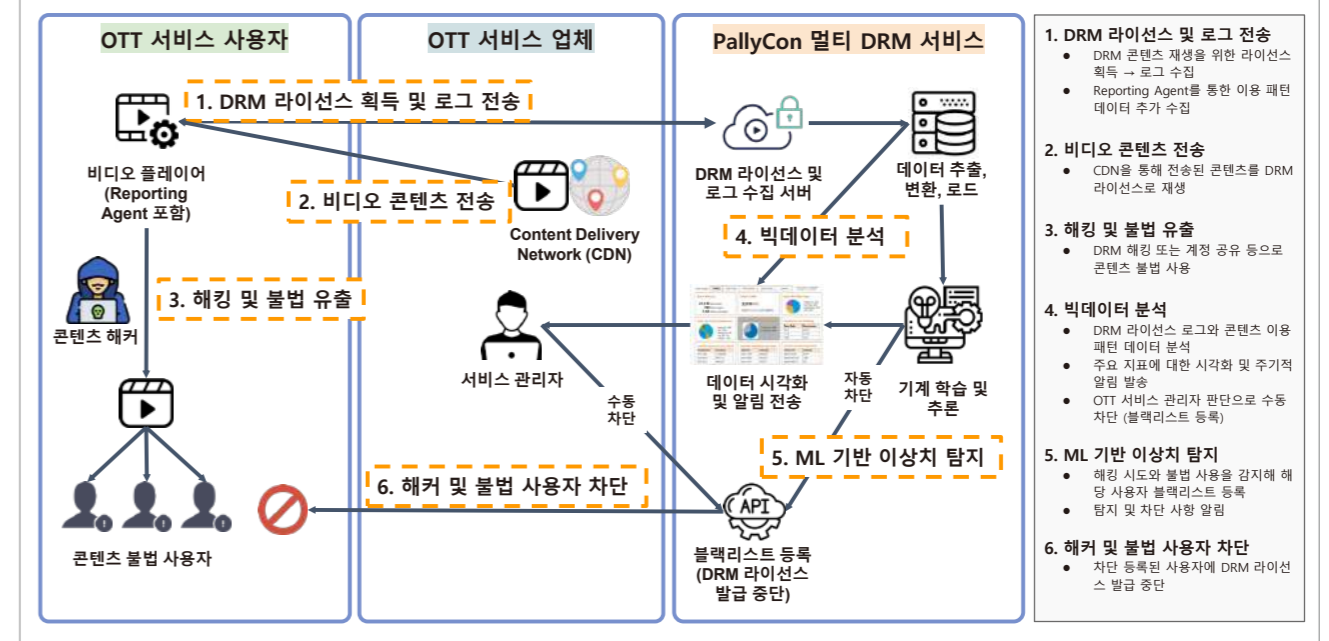 OTT 서비스 사용자
OTT 서비스 업체
PallyCon 멀티 DRM 서비스
1. DRM 라이선스 획득 및 로그 전송
비디오 플레이어
(Reporting
Agent 포함)
2. 비디오 콘텐츠 전송
Content Delivery
Network (CDN)
DRM 라이선스 및
로그 수집 서버
데이터 추출,
변환, 로드
4. 빅데이터 분석
3. 해킹 및 불법 유출
콘텐츠 해커
서비스 관리자
데이터 시각화
및 알림 전송
기계 학습 및
추론
수동
차단
자동
차단
5. ML 기반 이상치 탐지
6. 해커 및 불법 사용자 차단
API
콘텐츠 불법 사용자
블랙리스트 등록
(DRM 라이선스
발급 중단)
1. DRM 라이선스 및 로그 전송
● DRM 콘텐츠 재생을 위한 라이선스
획득 → 로그 수집
● Reporting Agent를 통한 이용 패턴
데이터 추가 수집
2. 비디오 콘텐츠 전송
● CDN을 통해 전송된 콘텐츠를 DRM
라이선스로 재생
3. 해킹 및 불법 유출
● DRM 해킹 또는 계정 공유 등으로
콘텐츠 불법 사용
4. 빅데이터 분석
● DRM 라이선스 로그와 콘텐츠 이용
패턴 데이터 분석
● 주요 지표에 대한 시각화 및 주기적
알림 발송
● OTT 서비스 관리자 판단으로 수동
차단 (블랙리스트 등록)
5. ML 기반 이상치 탐지
● 해킹 시도와 불법 사용을 감지해 해
당 사용자 블랙리스트 등록
● 탐지 및 차단 사항 알림
6. 해커 및 불법 사용자 차단
● 차단 등록된 사용자에 DRM 라이선
스 발급 중단